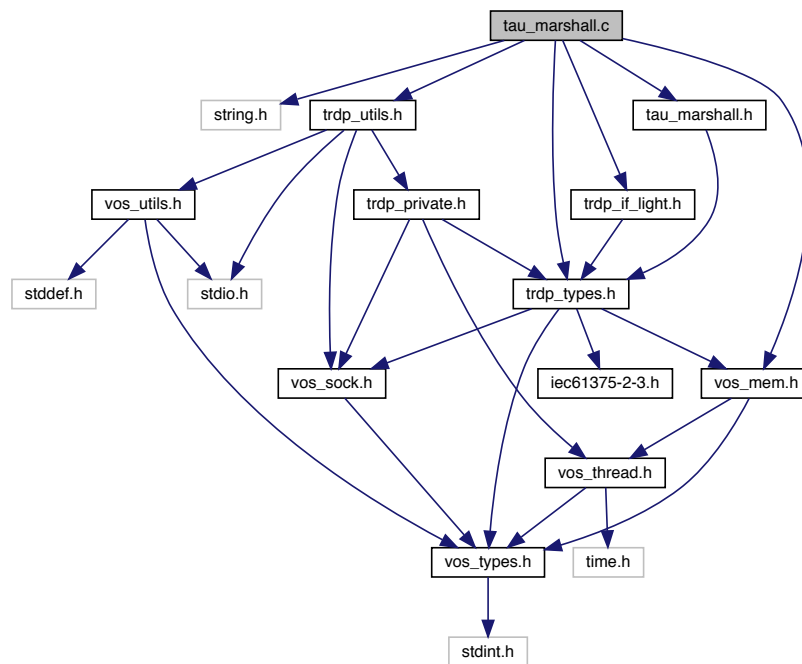 tau_marshall.c
string.h
trdp_utils.h
tau_marshall.h
vos_utils.h
trdp_private.h
trdp_if_light.h
stddef.h
stdio.h
trdp_types.h
vos_sock.h
iec61375-2-3.h
vos_mem.h
vos_thread.h
vos_types.h
time.h
stdint.h